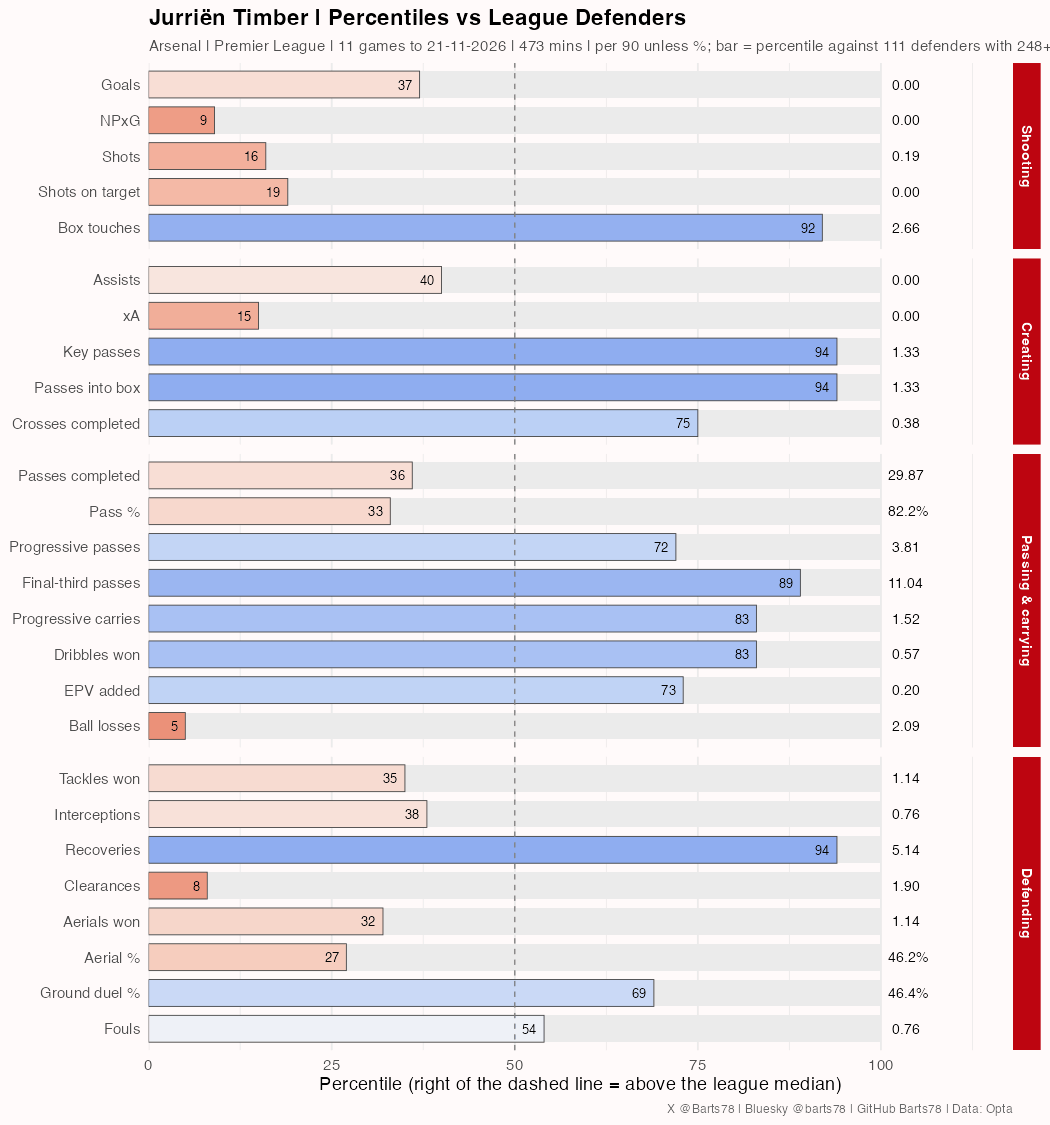 Jurriën Timber | Percentiles vs League Defenders
Arsenal | Premier League | 11 games to 21-11-2026 | 473 mins | per 90 unless %; bar = percentile against 111 defenders with 248+
Shooting
Goals 37 0.00
NPxG 9 0.00
Shots 16 0.19
Shots on target 19 0.00
Box touches 92 2.66
Creating
Assists 40 0.00
xA 15 0.00
Key passes 94 1.33
Passes into box 94 1.33
Crosses completed 75 0.38
Passing & carrying
Passes completed 36 29.87
Pass % 33 82.2%
Progressive passes 72 3.81
Final-third passes 89 11.04
Progressive carries 83 1.52
Dribbles won 83 0.57
EPV added 73 0.20
Ball losses 5 2.09
Defending
Tackles won 35 1.14
Interceptions 38 0.76
Recoveries 94 5.14
Clearances 8 1.90
Aerials won 32 1.14
Aerial % 27 46.2%
Ground duel % 69 46.4%
Fouls 54 0.76
0 25 50 75 100
Percentile (right of the dashed line = above the league median)
X @Barts78 | Bluesky @barts78 | GitHub Barts78 | Data: Opta